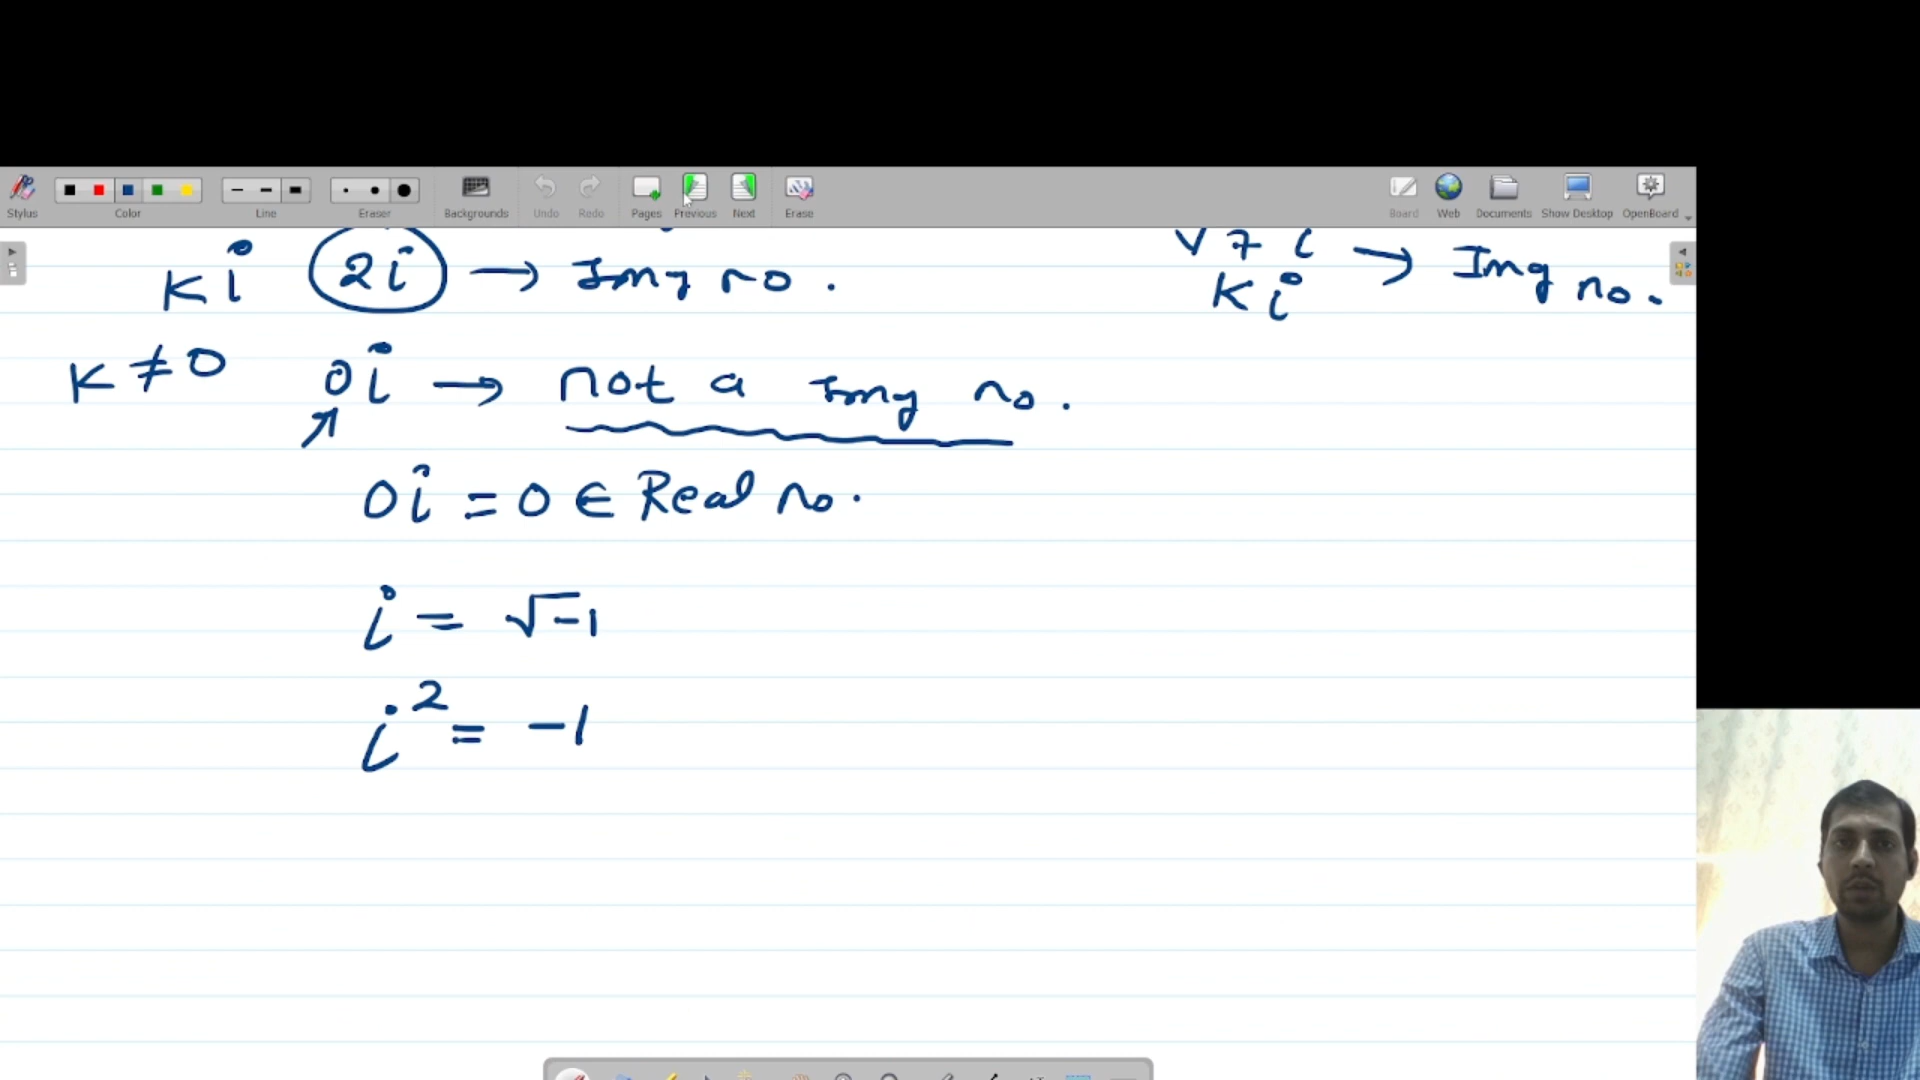 Stylus Color Line Eraser Backgrounds Undo Redo Pages Previous Next Erase Board Web Documents Show Desktop OpenBoard
Ki 2i → Img no.
√7 i
Ki → Img no.
K ≠ 0 0i → not a Img no.
0i = 0 ∈ Real no.
i = √-1
i² = -1